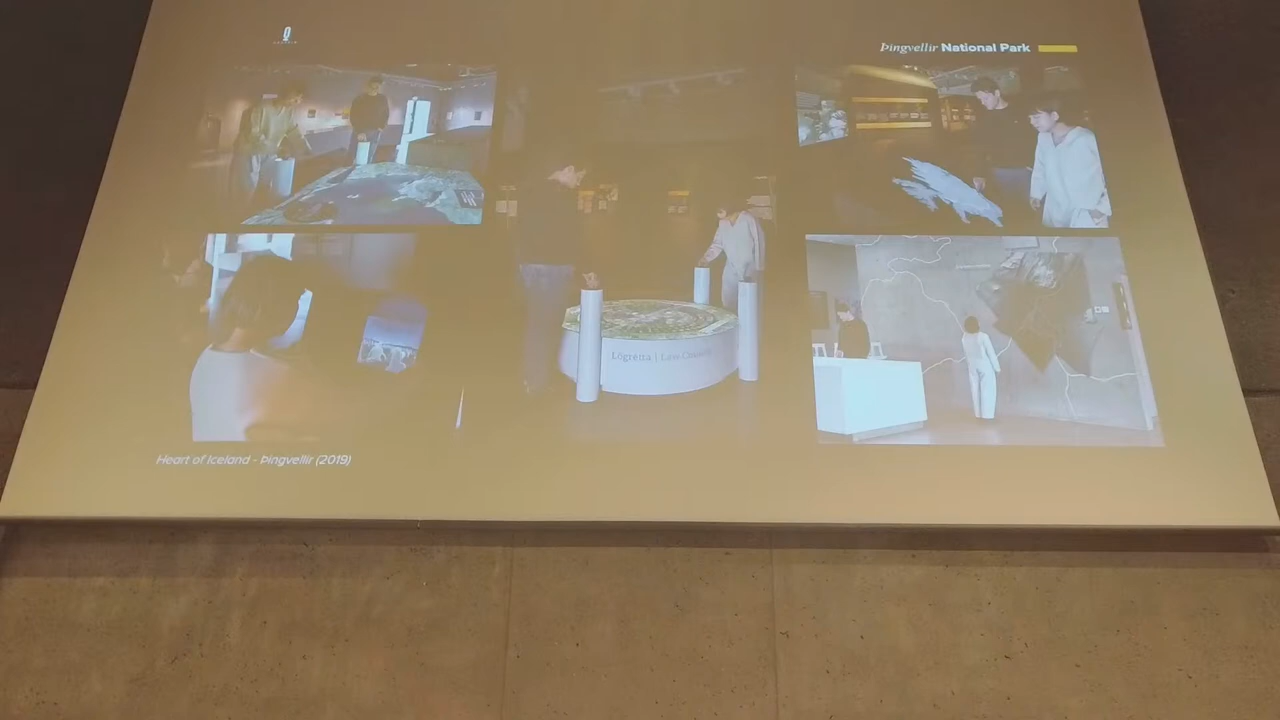 Þingvellir National Park
Lögrétta | Law Council
Heart of Iceland - Þingvellir (2019)